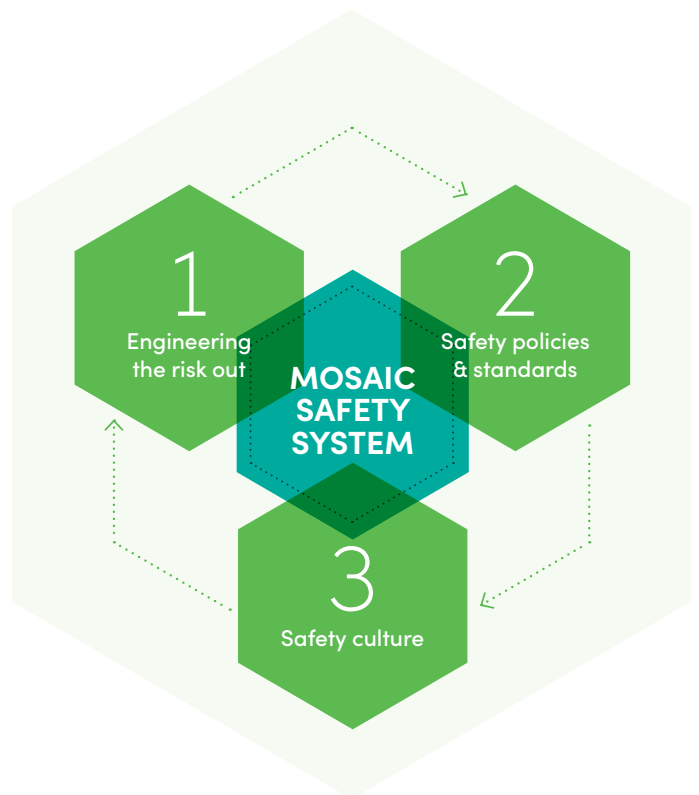 1
Engineering
the risk out
2
Safety policies
& standards
MOSAIC
SAFETY
SYSTEM
3
Safety culture